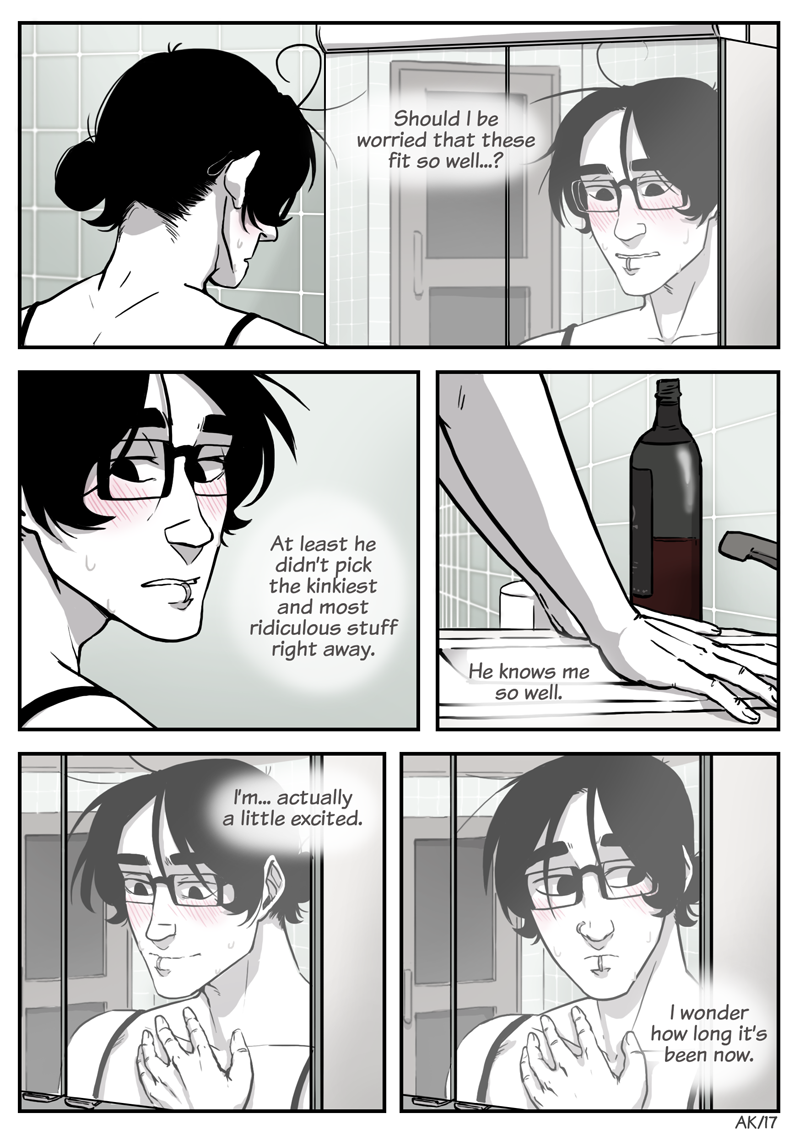 Should I be
worried that these
fit so well...?
At least he
didn't pick
the kinkiest
and most
ridiculous stuff
right away.
He knows me
so well.
I'm... actually
a little excited.
I wonder
how long it's
been now.
AK/17